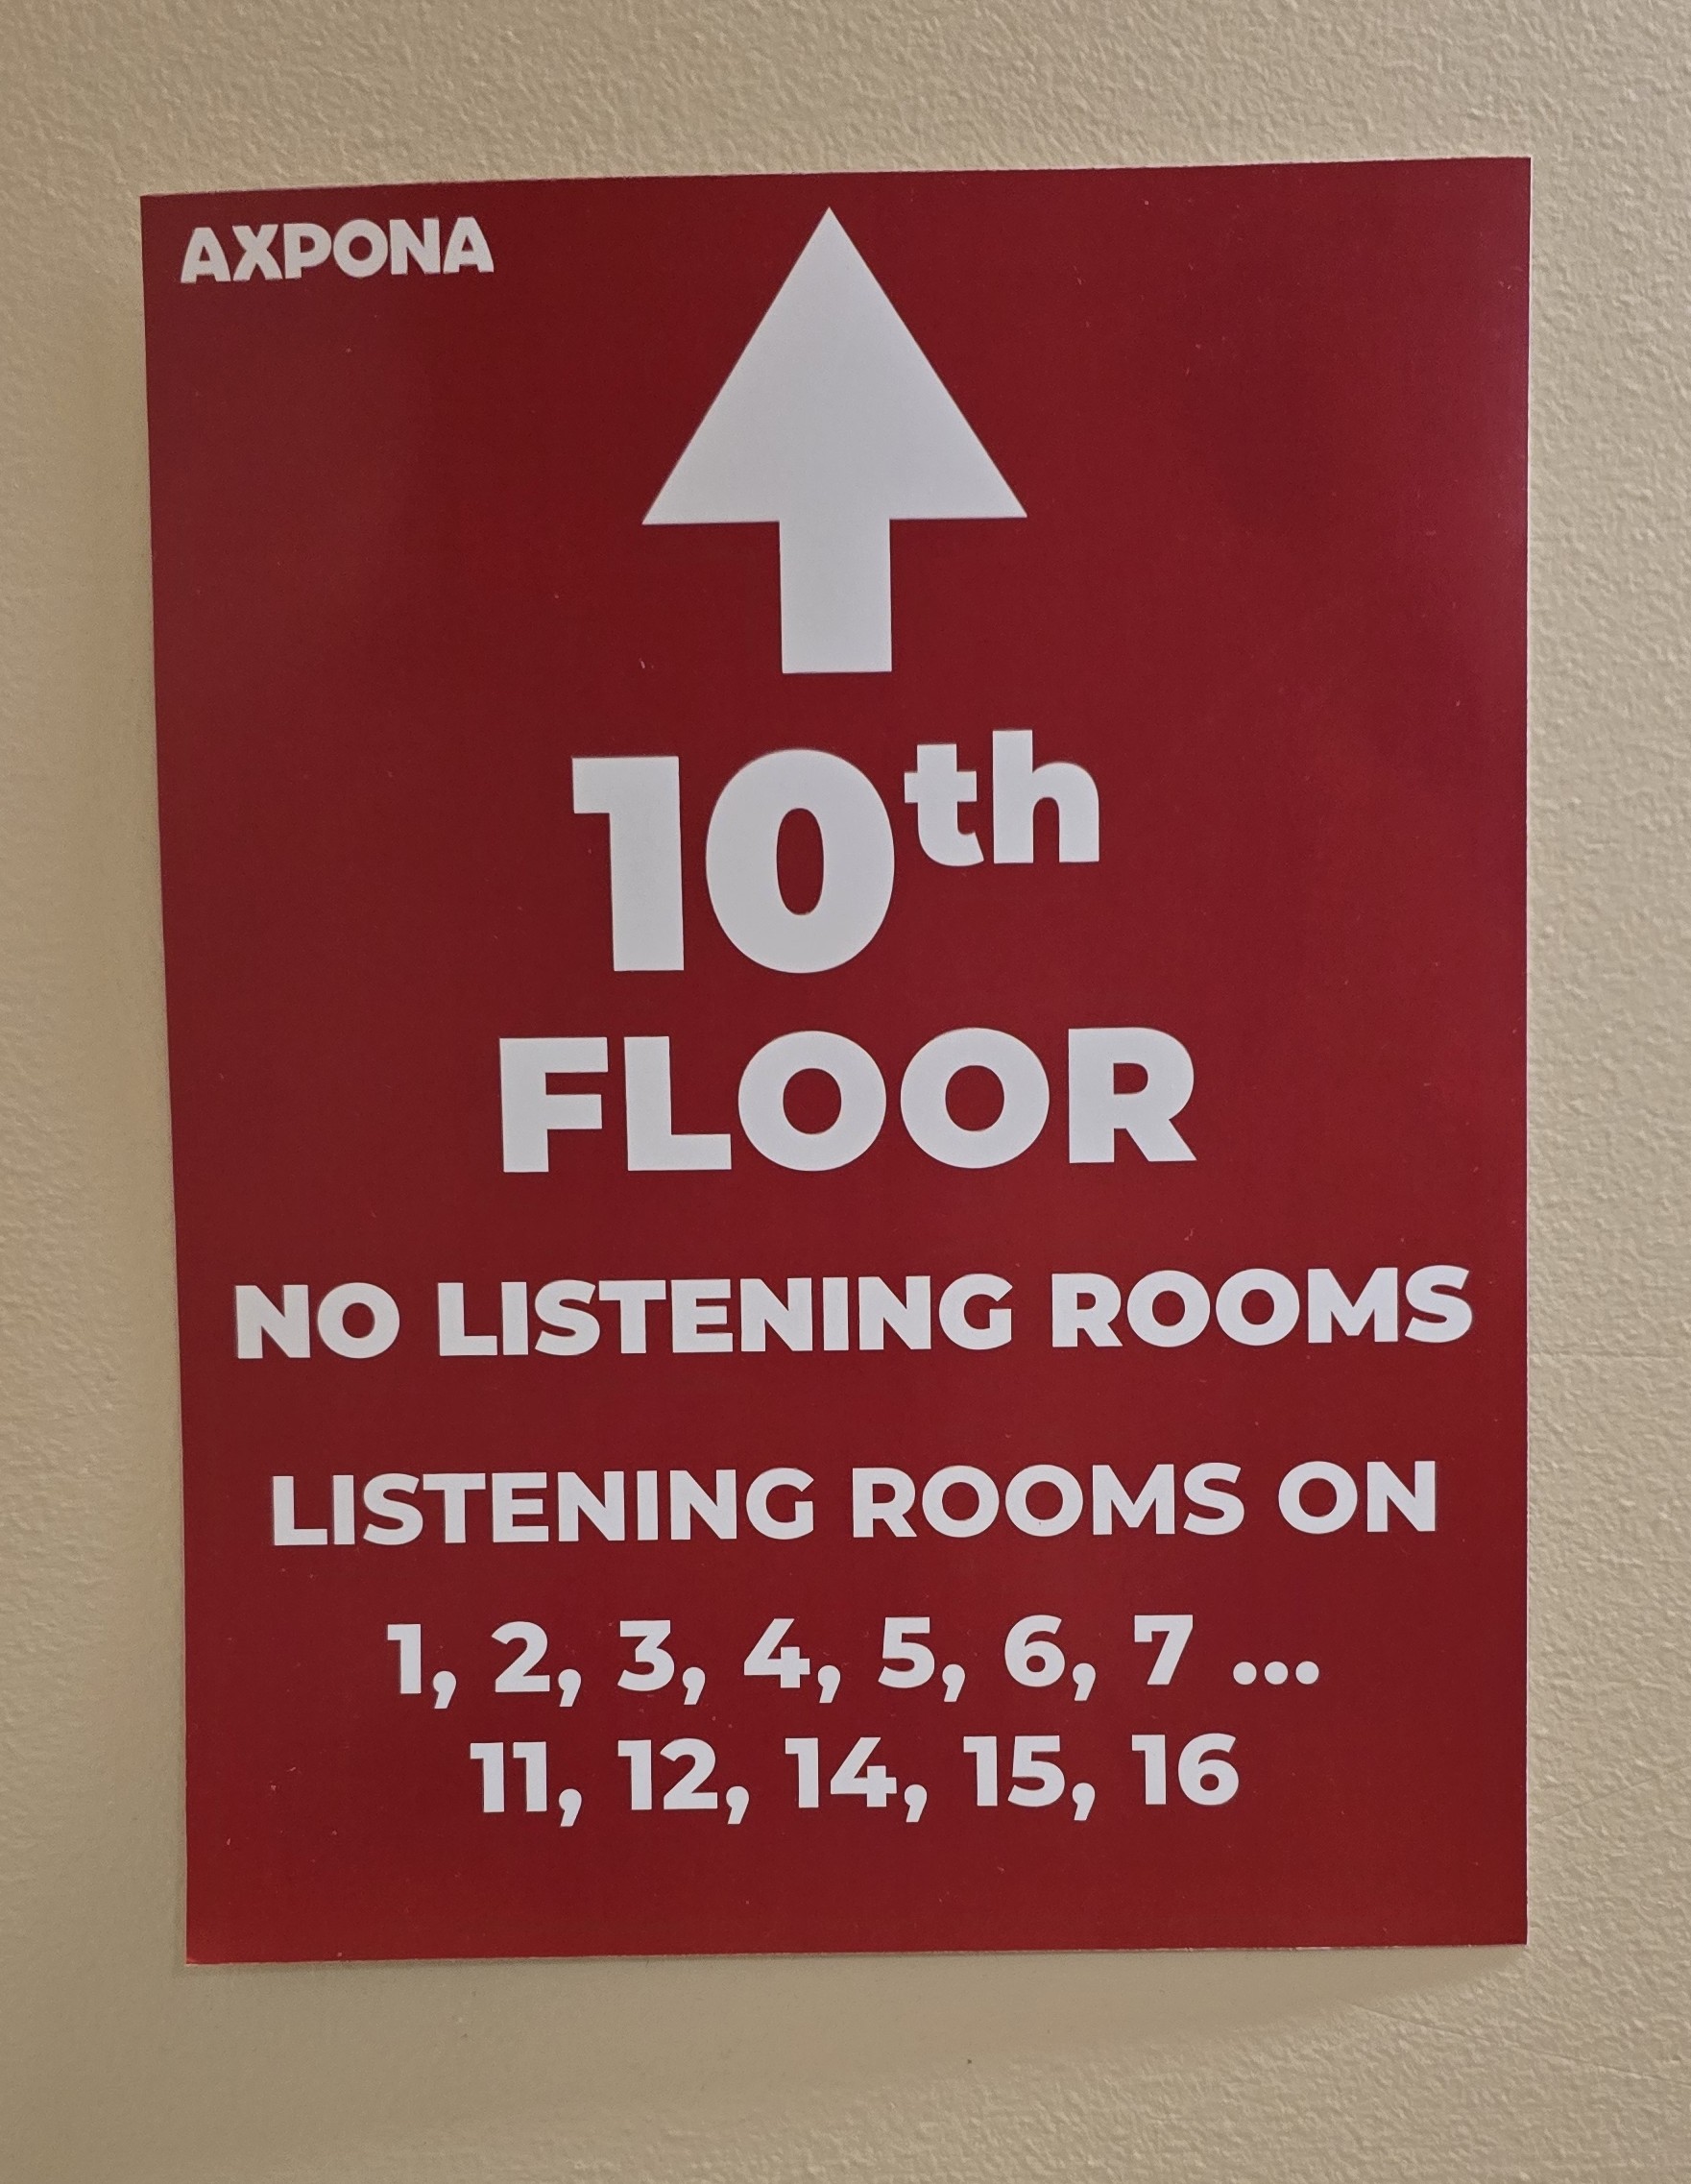 AXPONA
10th
FLOOR
NO LISTENING ROOMS
LISTENING ROOMS ON
1, 2, 3, 4, 5, 6, 7 ...
11, 12, 14, 15, 16